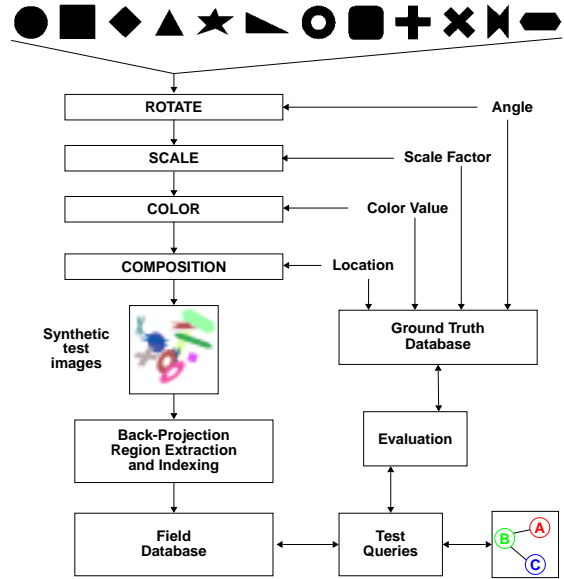 ROTATE
Angle
SCALE
Scale Factor
COLOR
Color Value
COMPOSITION
Location
Synthetic
test
images
Ground Truth
Database
Back-Projection
Region Extraction
and Indexing
Evaluation
Field
Database
Test
Queries
A
B
C